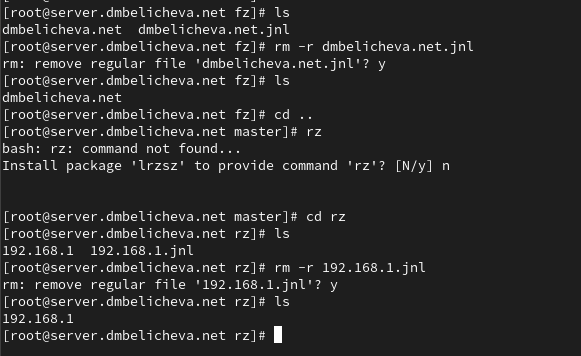 [root@server.dmbelicheva.net fz]# ls
dmbelicheva.net  dmbelicheva.net.jnl
[root@server.dmbelicheva.net fz]# rm -r dmbelicheva.net.jnl
rm: remove regular file 'dmbelicheva.net.jnl'? y
[root@server.dmbelicheva.net fz]# ls
dmbelicheva.net
[root@server.dmbelicheva.net fz]# cd ..
[root@server.dmbelicheva.net master]# rz
bash: rz: command not found...
Install package 'lrzsz' to provide command 'rz'? [N/y] n
[root@server.dmbelicheva.net master]# cd rz
[root@server.dmbelicheva.net rz]# ls
192.168.1  192.168.1.jnl
[root@server.dmbelicheva.net rz]# rm -r 192.168.1.jnl
rm: remove regular file '192.168.1.jnl'? y
[root@server.dmbelicheva.net rz]# ls
192.168.1
[root@server.dmbelicheva.net rz]#